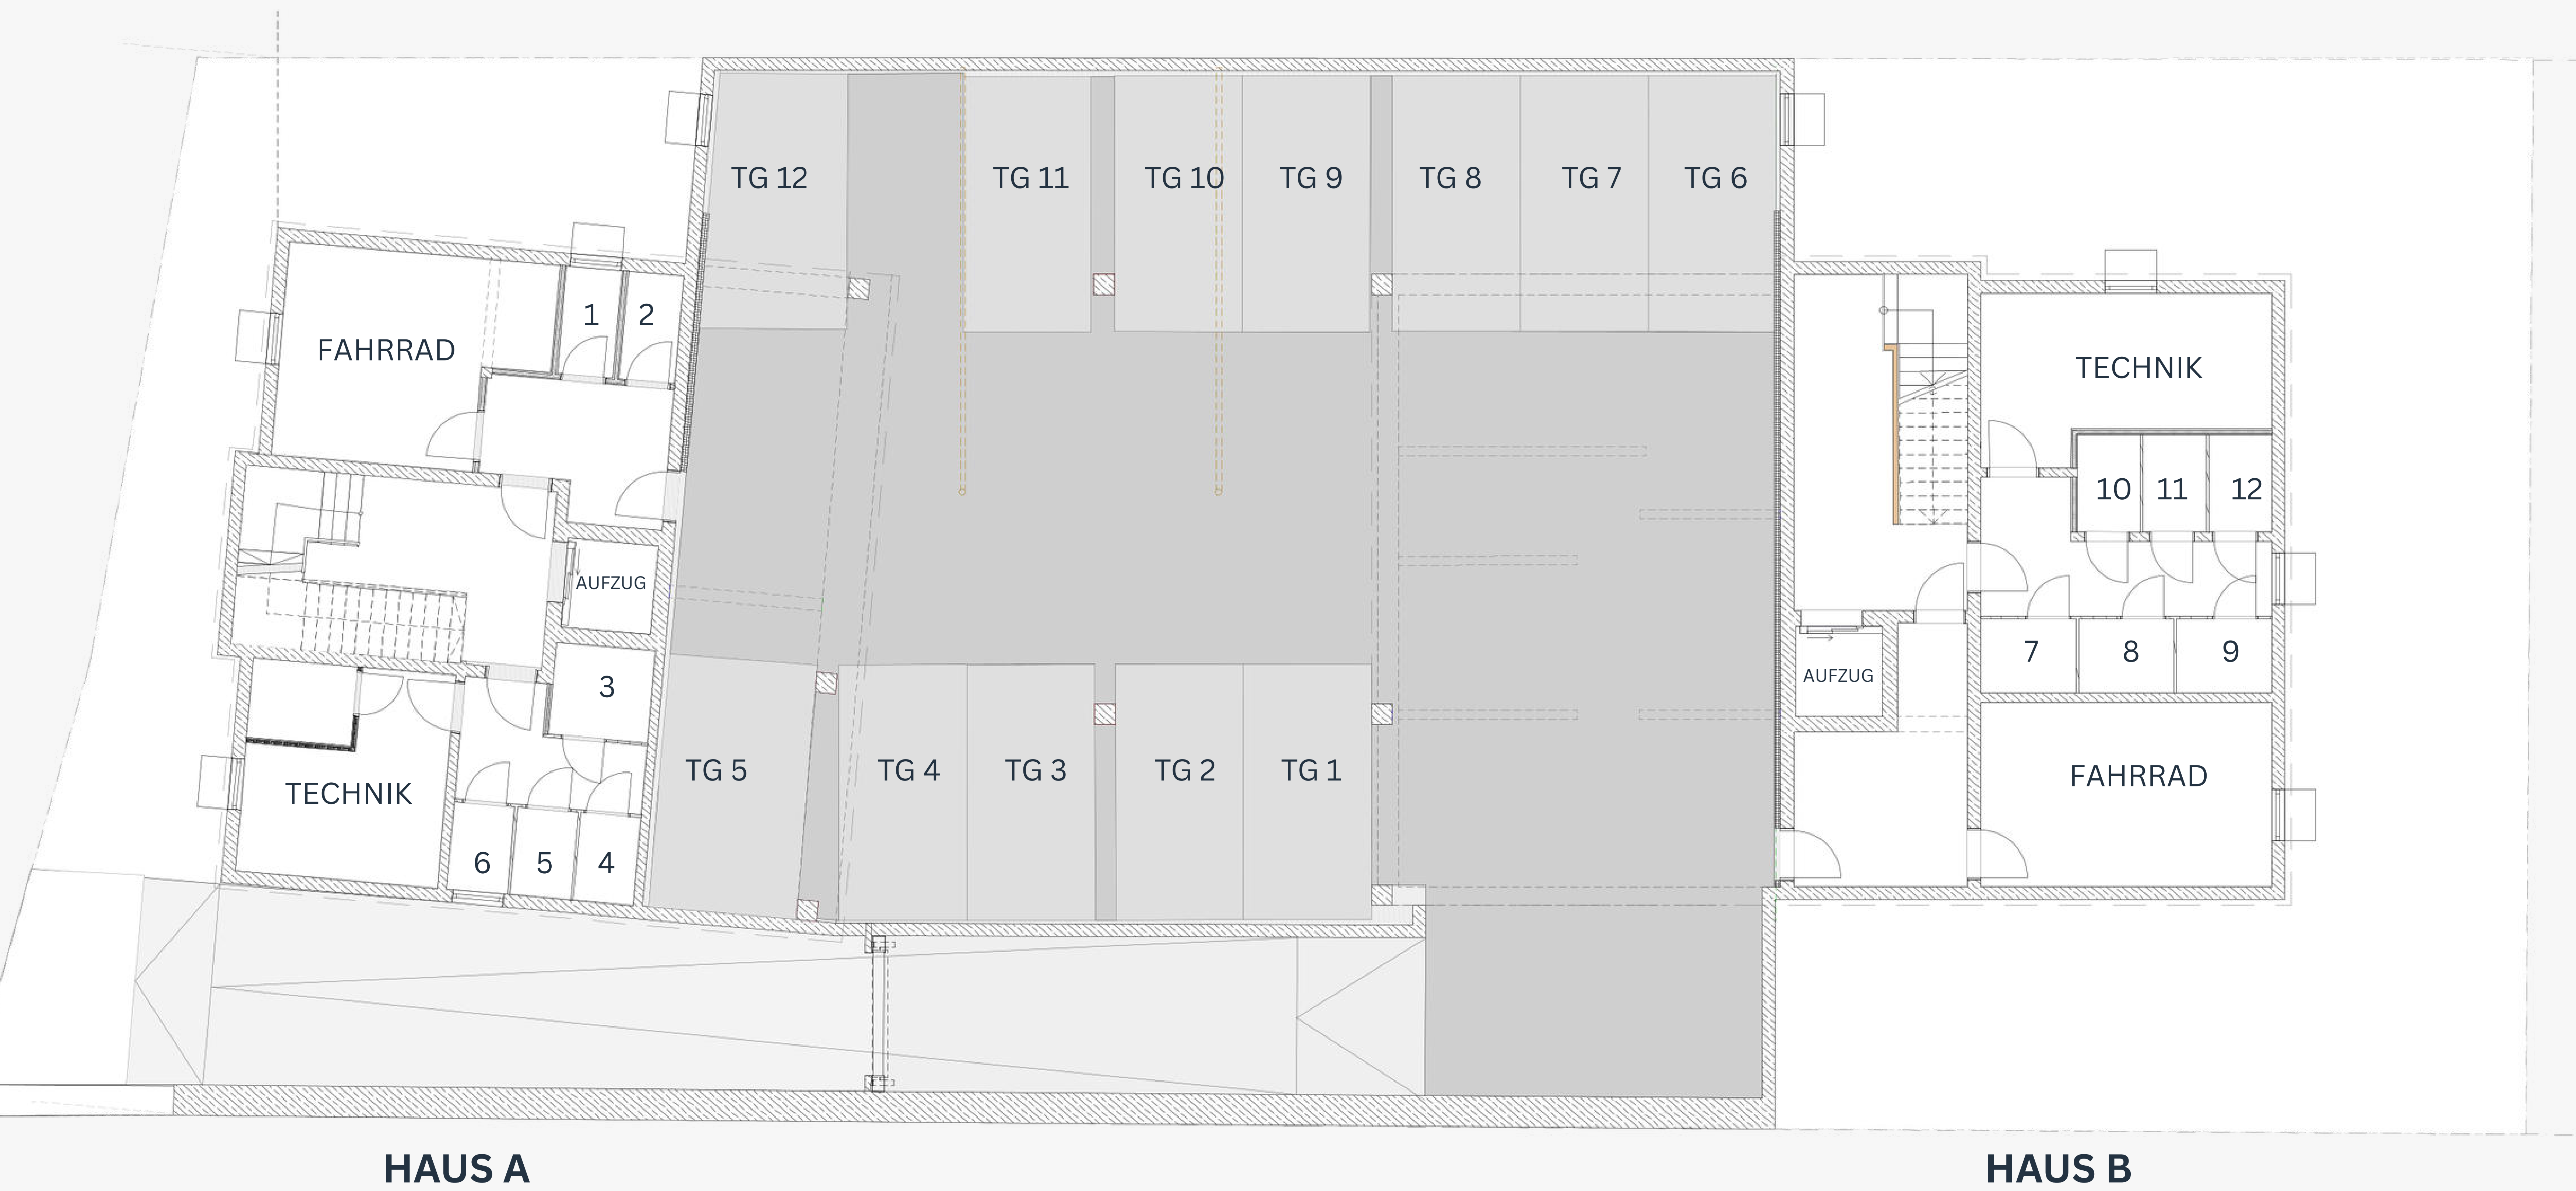 TG 12
TG 11
TG 10
TG 9
TG 8
TG 7
TG 6
FAHRRAD
1
2
AUFZUG
3
TECHNIK
6
5
4
TG 5
TG 4
TG 3
TG 2
TG 1
TECHNIK
10
11
12
7
8
9
AUFZUG
FAHRRAD
HAUS A
HAUS B